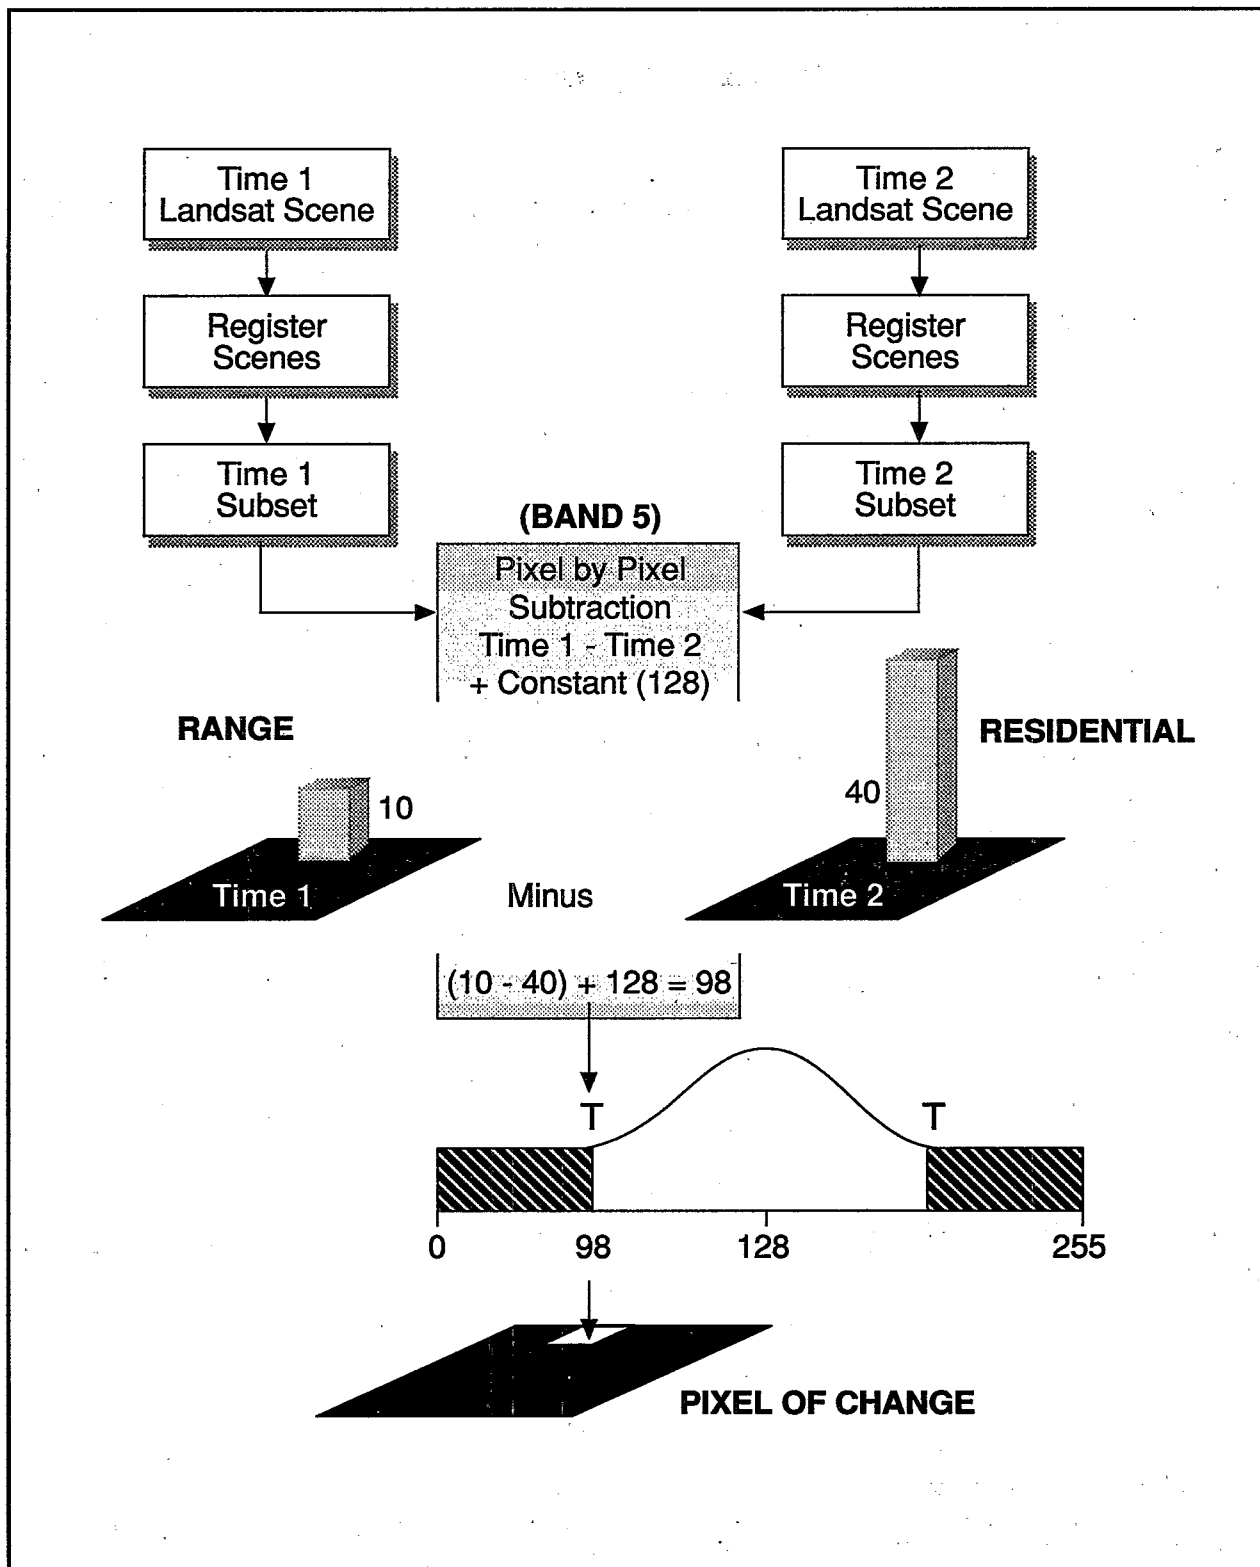 Time 1
Landsat Scene
Time 2
Landsat Scene
Register
Scenes
Register
Scenes
Time 1
Subset
Time 2
Subset
(BAND 5)
Pixel by Pixel
Subtraction
Time 1 - Time 2
+ Constant (128)
RANGE
RESIDENTIAL
10
40
Time 1
Minus
Time 2
(10 - 40) + 128 = 98
T
T
0
98
128
255
PIXEL OF CHANGE